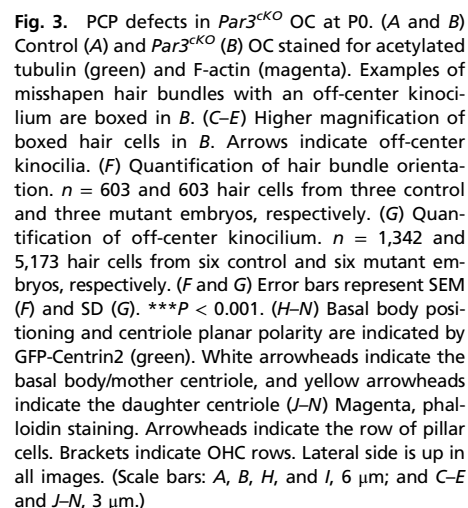 Fig. 3. PCP defects in Par3cKO OC at P0. (A and B)
Control (A) and Par3cKO (B) OC stained for acetylated
tubulin (green) and F-actin (magenta). Examples of
misshapen hair bundles with an off-center kinoci-
lium are boxed in B. (C–E) Higher magnification of
boxed hair cells in B. Arrows indicate off-center
kinocilia. (F) Quantification of hair bundle orienta-
tion. n = 603 and 603 hair cells from three control
and three mutant embryos, respectively. (G) Quan-
tification of off-center kinocilium. n = 1,342 and
5,173 hair cells from six control and six mutant em-
bryos, respectively. (F and G) Error bars represent SEM
(F) and SD (G). ***P < 0.001. (H–N) Basal body posi-
tioning and centriole planar polarity are indicated by
GFP-Centrin2 (green). White arrowheads indicate the
basal body/mother centriole, and yellow arrowheads
indicate the daughter centriole (J–N) Magenta, phal-
loidin staining. Arrowheads indicate the row of pillar
cells. Brackets indicate OHC rows. Lateral side is up in
all images. (Scale bars: A, B, H, and I, 6 μm; and C–E
and J–N, 3 μm.)